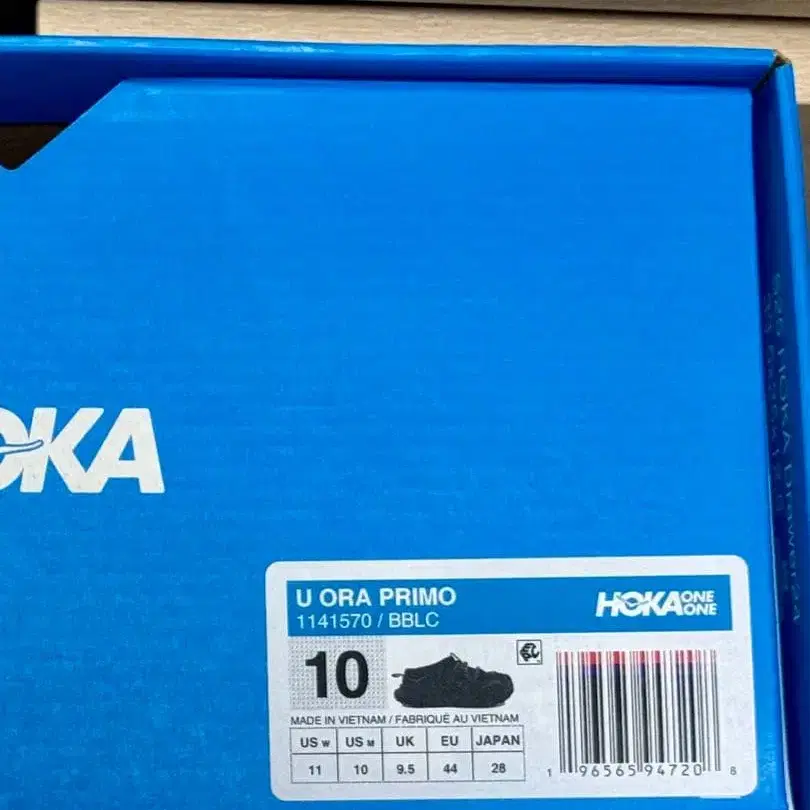 HOKA
U ORA PRIMO
1141570 / BBLC
HOKA ONE ONE
10
MADE IN VIETNAM / FABRIQUÉ AU VIETNAM
US W US M UK EU JAPAN
11 10 9.5 44 28
1 96565 94720 8